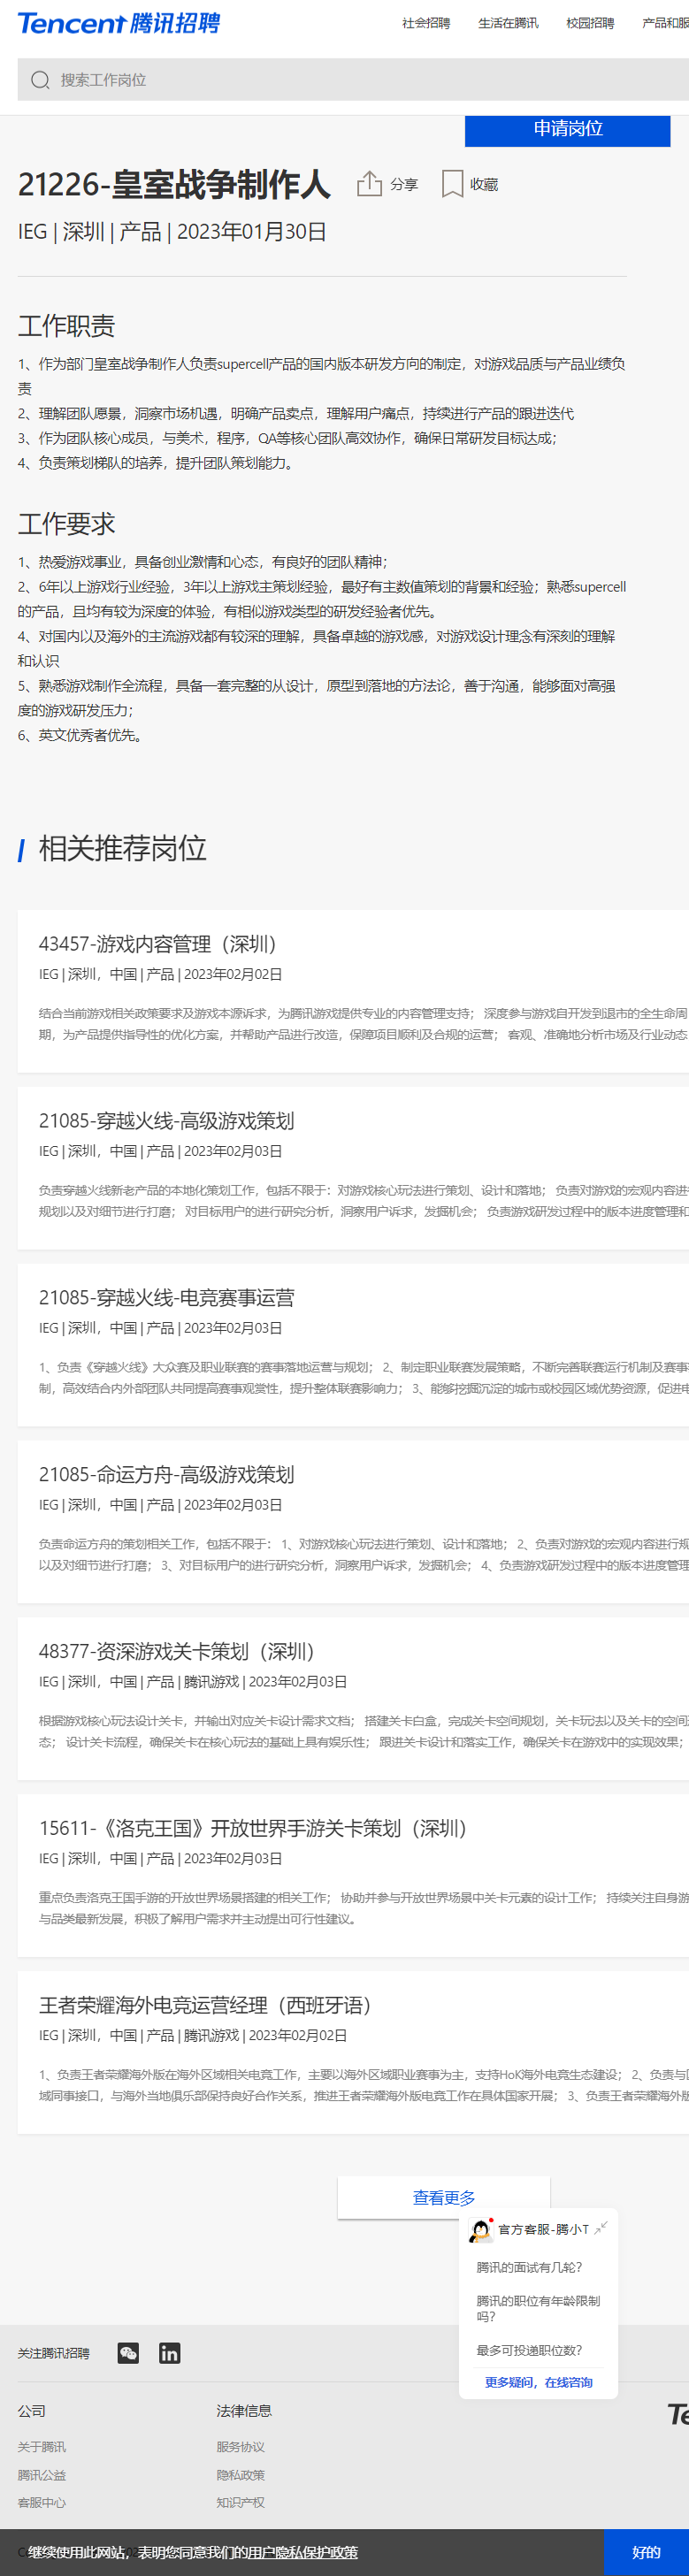 Tencent 腾讯招聘
社会招聘 生活在腾讯 校园招聘 产品和服
搜索工作岗位
申请岗位
21226-皇室战争制作人 分享 收藏
IEG | 深圳 | 产品 | 2023年01月30日
工作职责
1、作为部门皇室战争制作人负责supercell产品的国内版本研发方向的制定，对游戏品质与产品业绩负
责
2、理解团队愿景，洞察市场机遇，明确产品卖点，理解用户痛点，持续进行产品的跟进迭代
3、作为团队核心成员，与美术，程序，QA等核心团队高效协作，确保日常研发目标达成；
4、负责策划梯队的培养，提升团队策划能力。
工作要求
1、热爱游戏事业，具备创业激情和心态，有良好的团队精神；
2、6年以上游戏行业经验，3年以上游戏主策划经验，最好有主数值策划的背景和经验；熟悉supercell
的产品，且均有较为深度的体验，有相似游戏类型的研发经验者优先。
4、对国内以及海外的主流游戏都有较深的理解，具备卓越的游戏感，对游戏设计理念有深刻的理解
和认识
5、熟悉游戏制作全流程，具备一套完整的从设计，原型到落地的方法论，善于沟通，能够面对高强
度的游戏研发压力；
6、英文优秀者优先。
相关推荐岗位
43457-游戏内容管理（深圳）
IEG | 深圳，中国 | 产品 | 2023年02月02日
结合当前游戏相关政策要求及游戏本源诉求，为腾讯游戏提供专业的内容管理支持； 深度参与游戏自开发到退市的全生命周
期，为产品提供指导性的优化方案，并帮助产品进行改造，保障项目顺利及合规的运营； 客观、准确地分析市场及行业动态
21085-穿越火线-高级游戏策划
IEG | 深圳，中国 | 产品 | 2023年02月03日
负责穿越火线新老产品的本地化策划工作，包括不限于：对游戏核心玩法进行策划、设计和落地； 负责对游戏的宏观内容进行
规划以及对细节进行打磨； 对目标用户的进行研究分析，洞察用户诉求，发掘机会； 负责游戏研发过程中的版本进度管理和
21085-穿越火线-电竞赛事运营
IEG | 深圳，中国 | 产品 | 2023年02月03日
1、负责《穿越火线》大众赛及职业联赛的赛事落地运营与规划； 2、制定职业联赛发展策略，不断完善联赛运行机制及赛事
制，高效结合内外部团队共同提高赛事观赏性，提升整体联赛影响力； 3、能够挖掘沉淀的城市或校园区域优势资源，促进电
21085-命运方舟-高级游戏策划
IEG | 深圳，中国 | 产品 | 2023年02月03日
负责命运方舟的策划相关工作，包括不限于： 1、对游戏核心玩法进行策划、设计和落地； 2、负责对游戏的宏观内容进行规
以及对细节进行打磨； 3、对目标用户的进行研究分析，洞察用户诉求，发掘机会； 4、负责游戏研发过程中的版本进度管理
48377-资深游戏关卡策划（深圳）
IEG | 深圳，中国 | 产品 | 腾讯游戏 | 2023年02月03日
根据游戏核心玩法设计关卡，并输出对应关卡设计需求文档； 搭建关卡白盒，完成关卡空间规划，关卡玩法以及关卡的空间
态； 设计关卡流程，确保关卡在核心玩法的基础上具有娱乐性； 跟进关卡设计和落实工作，确保关卡在游戏中的实现效果；
15611-《洛克王国》开放世界手游关卡策划（深圳）
IEG | 深圳，中国 | 产品 | 2023年02月03日
重点负责洛克王国手游的开放世界场景搭建的相关工作； 协助并参与开放世界场景中关卡元素的设计工作； 持续关注自身游
与品类最新发展，积极了解用户需求并主动提出可行性建议。
王者荣耀海外电竞运营经理（西班牙语）
IEG | 深圳，中国 | 产品 | 腾讯游戏 | 2023年02月02日
1、负责王者荣耀海外版在海外区域相关电竞工作，主要以海外区域职业赛事为主，支持HoK海外电竞生态建设； 2、负责与区
域同事接口，与海外当地俱乐部保持良好合作关系，推进王者荣耀海外版电竞工作在具体国家开展； 3、负责王者荣耀海外版
查看更多
官方客服-腾小T
腾讯的面试有几轮？
腾讯的职位有年龄限制
吗？
最多可投递职位数？
更多疑问，在线咨询
关注腾讯招聘
公司 法律信息
关于腾讯 服务协议
腾讯公益 隐私政策
客服中心 知识产权
继续使用此网站，表明您同意我们的用户隐私保护政策 好的